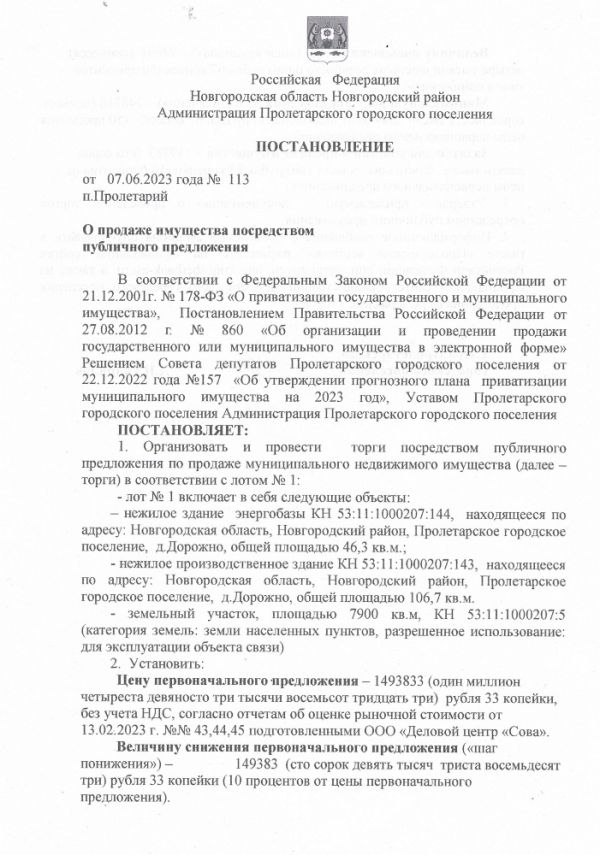 Российская Федерация
Новгородская область Новгородский район
Администрация Пролетарского городского поселения
ПОСТАНОВЛЕНИЕ
от 07.06.2023 года № 113
п.Пролетарий
О продаже имущества посредством
публичного предложения
В соответствии с Федеральным Законом Российской Федерации от
21.12.2001г. № 178-ФЗ «О приватизации государственного и муниципального
имущества», Постановлением Правительства Российской Федерации от
27.08.2012 г. № 860 «Об организации и проведении продажи
государственного или муниципального имущества в электронной форме»
Решением Совета депутатов Пролетарского городского поселения от
22.12.2022 года №157 «Об утверждении прогнозного плана приватизации
муниципального имущества на 2023 год», Уставом Пролетарского
городского поселения Администрация Пролетарского городского поселения
ПОСТАНОВЛЯЕТ:
1. Организовать и провести торги посредством публичного
предложения по продаже муниципального недвижимого имущества (далее –
торги) в соответствии с лотом № 1:
- лот № 1 включает в себя следующие объекты:
– нежилое здание энергобазы КН 53:11:1000207:144, находящееся по
адресу: Новгородская область, Новгородский район, Пролетарское городское
поселение, д.Дорожно, общей площадью 46,3 кв.м.;
- нежилое производственное здание КН 53:11:1000207:143, находящееся
по адресу: Новгородская область, Новгородский район, Пролетарское
городское поселение, д.Дорожно, общей площадью 106,7 кв.м.
- земельный участок, площадью 7900 кв.м, КН 53:11:1000207:5
(категория земель: земли населенных пунктов, разрешенное использование:
для эксплуатации объекта связи)
2. Установить:
Цену первоначального предложения – 1493833 (один миллион
четыреста девяносто три тысячи восемьсот тридцать три) рубля 33 копейки,
без учета НДС, согласно отчетам об оценке рыночной стоимости от
13.02.2023 г. №№ 43,44,45 подготовленными ООО «Деловой центр «Сова».
Величину снижения первоначального предложения («шаг
понижения») – 149383 (сто сорок девять тысяч триста восемьдесят
три) рубля 33 копейки (10 процентов от цены первоначального
предложения).